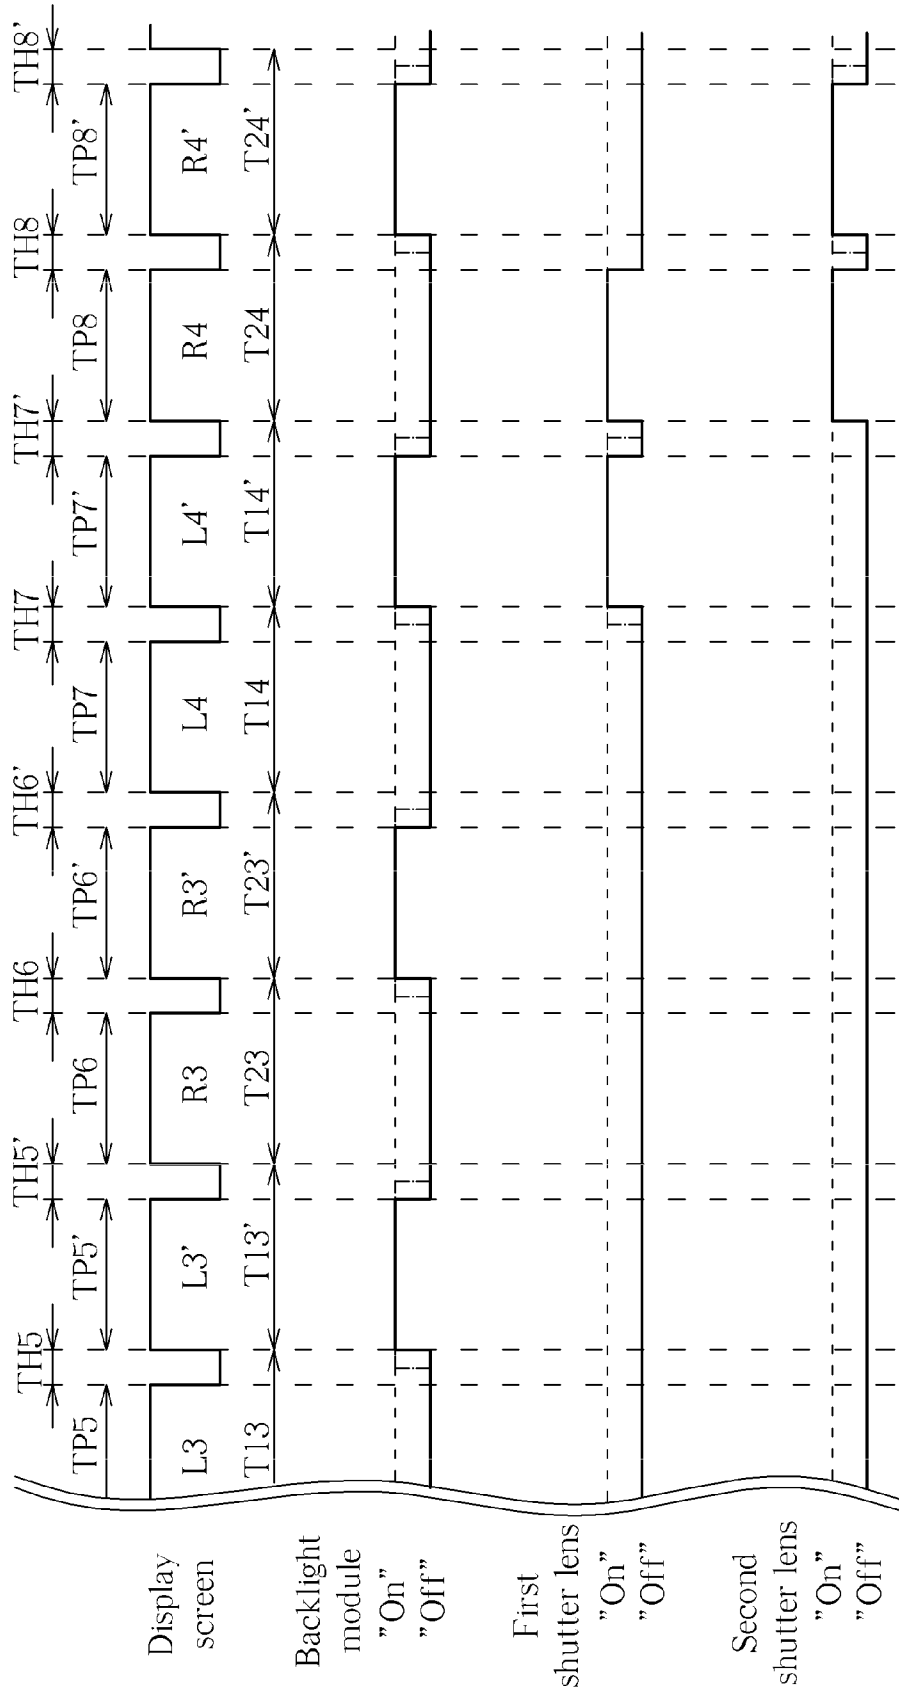 TH5 TH5’ TH6 TH6’ TH7 TH7’ TH8 TH8’
TP5 TP5’ TP6 TP6’ TP7 TP7’ TP8 TP8’
Display
screen
L3 L3’ R3 R3’ L4 L4’ R4 R4’
T13 T13’ T23 T23’ T14 T14’ T24 T24’
Backlight
module
”On”
”Off”
First
shutter lens
”On”
”Off”
Second
shutter lens
”On”
”Off”